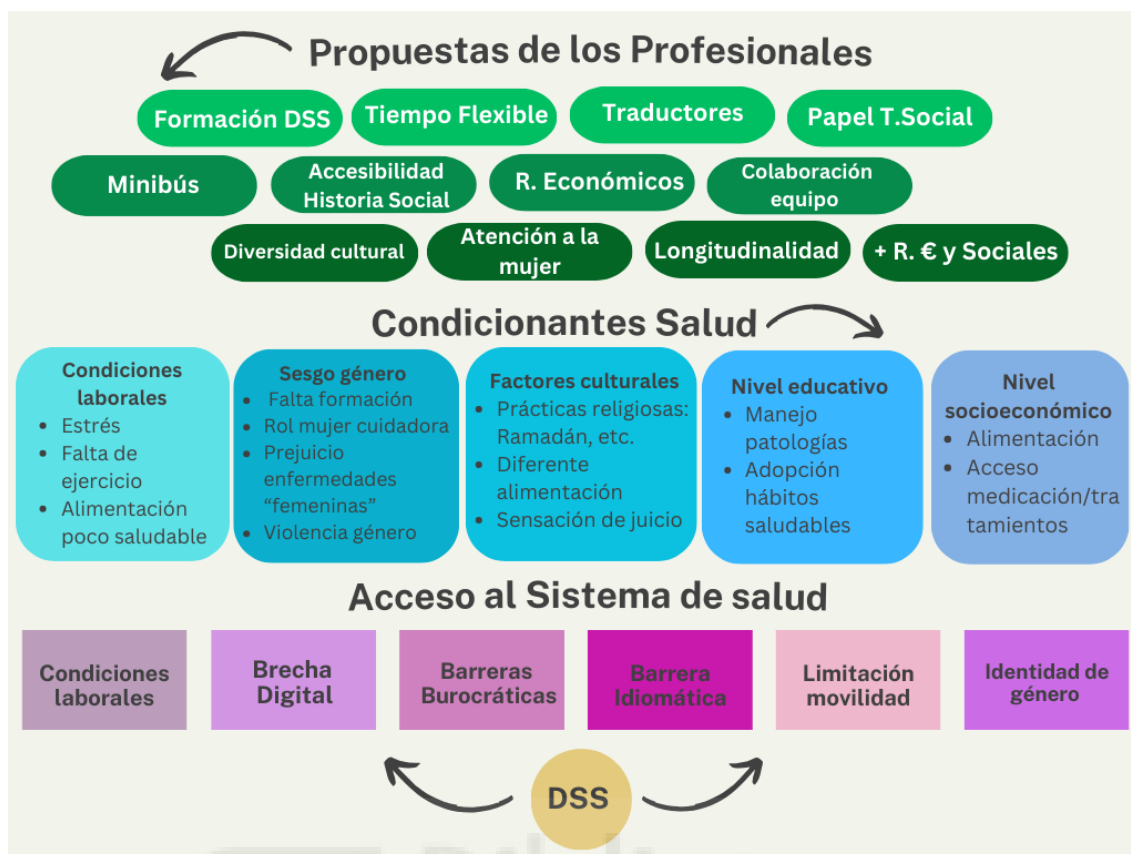 Propuestas de los Profesionales
Formación DSS
Tiempo Flexible
Traductores
Papel T.Social
Minibús
Accesibilidad
Historia Social
R. Económicos
Colaboración
equipo
Diversidad cultural
Atención a la
mujer
Longitudinalidad
+ R. € y Sociales
Condicionantes Salud
Condiciones
laborales
• Estrés
• Falta de
ejercicio
• Alimentación
poco saludable
Sesgo género
• Falta formación
• Rol mujer cuidadora
• Prejuicio
enfermedades
“femeninas”
• Violencia género
Factores culturales
• Prácticas religiosas:
Ramadán, etc.
• Diferente
alimentación
• Sensación de juicio
Nivel educativo
• Manejo
patologías
• Adopción
hábitos
saludables
Nivel
socioeconómico
• Alimentación
• Acceso
medicación/tra
tamientos
Acceso al Sistema de salud
Condiciones
laborales
Brecha
Digital
Barreras
Burocráticas
Barrera
Idiomática
Limitación
movilidad
Identidad de
género
DSS